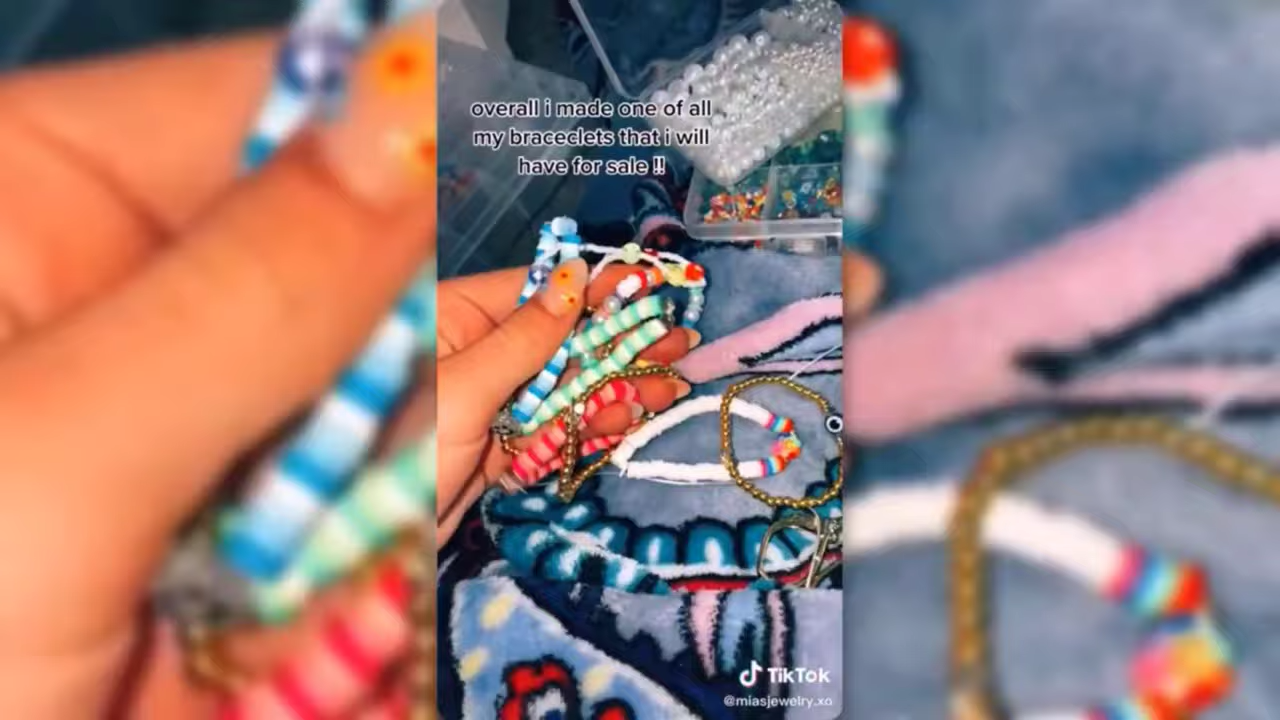 overall i made one of all
my braceclets that i will
have for sale !!
TikTok
@miasjewelry.xo